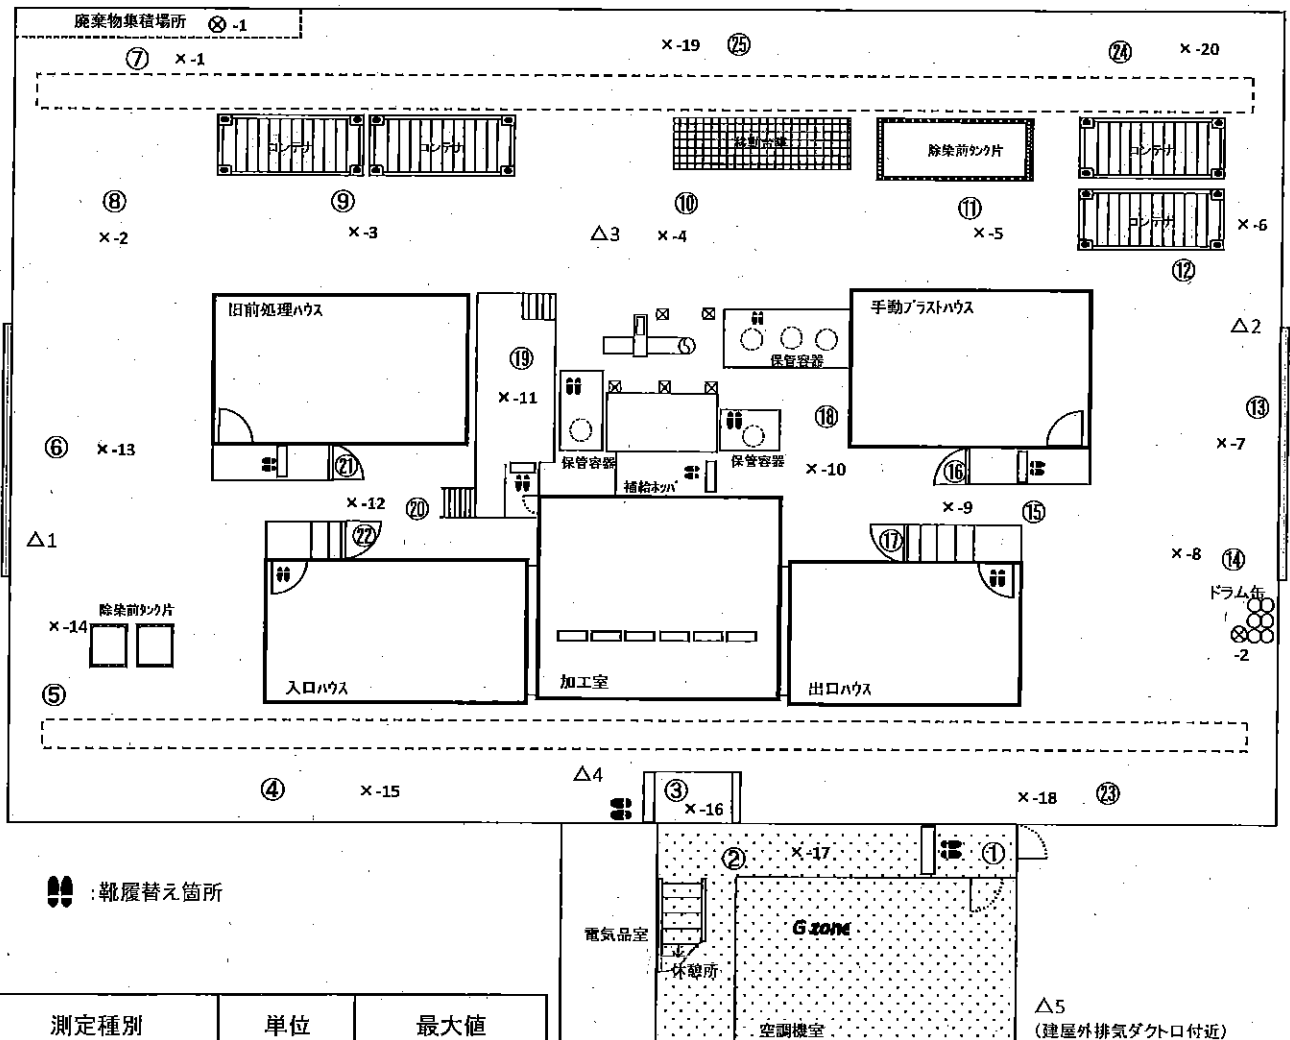 廃棄物集積場所 ⊗ -1
⑦ × -1
× -19 ㉕
㉔ × -20
コンテナ コンテナ
移動台車
除染前タンク片
コンテナ
コンテナ
⑧ ⑨ ⑩ ⑪
× -2
× -3
△3 × -4
× -5
× -6
⑫
旧前処理ハウス
手動ブラストハウス
△2
⑲
保管容器
× -11
⑱
⑬
⑥ × -13
× -7
保管容器
保管容器
㉑
⑯
× -10
補給ホッパ
× -12 ⑳
× -9 ⑮
△1
㉒
⑰
× -8 ⑭
ドラム缶
除染前タンク片
× -14
⊗
-2
入口ハウス
加工室
出口ハウス
⑤
④ × -15
△4
③
× -16
× -18 ㉓
② × -17 ①
:靴履替え箇所
電気品室
G zone
休憩所
空調機室
△5
(建屋外排気ダクト口付近)
測定種別 単位 最大値